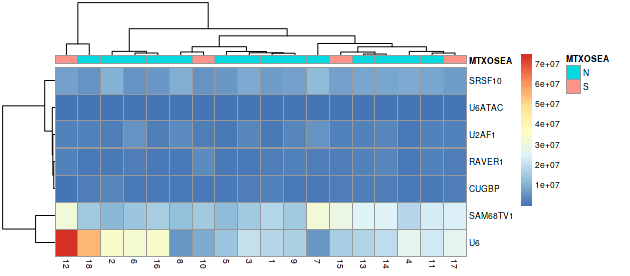 MTXOSEA
SRSF10
U6ATAC
U2AF1
RAVER1
CUGBP
SAM68TV1
U6
12 18 2 6 16 8 10 5 3 1 9 7 15 13 14 4 11 17
7e+07
6e+07
5e+07
4e+07
3e+07
2e+07
1e+07
MTXOSEA
N
S